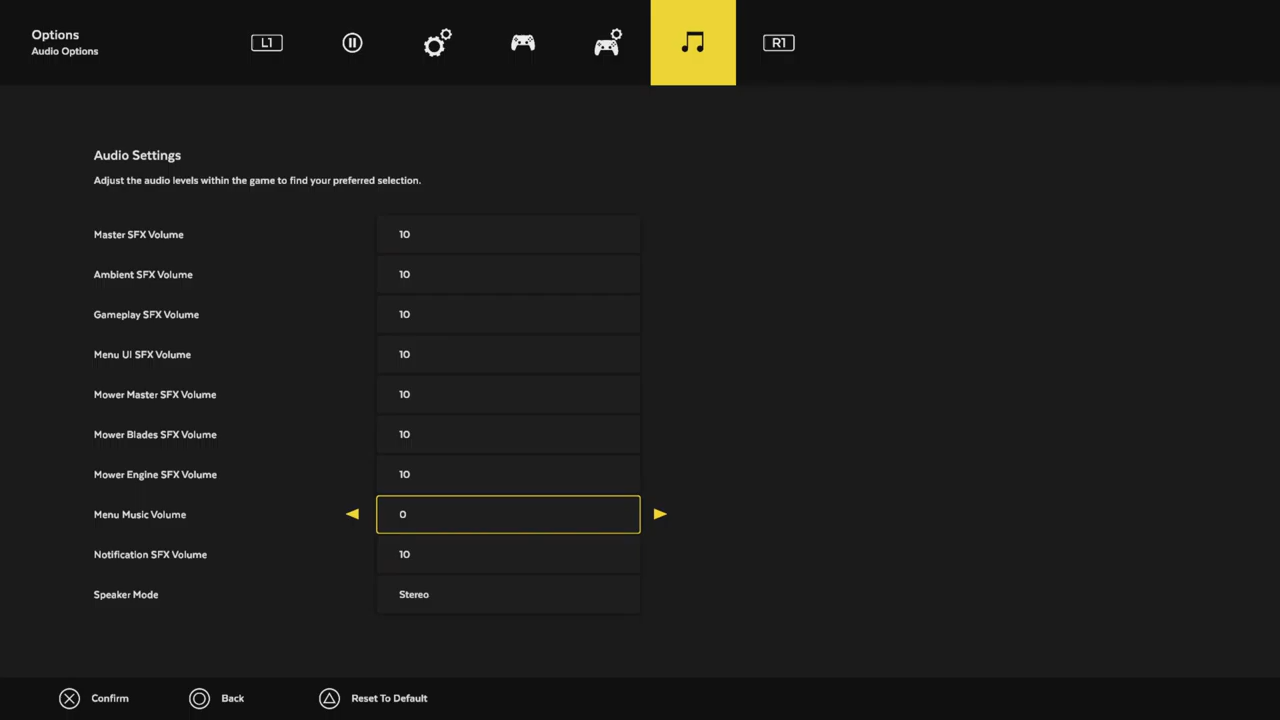 Options
Audio Options
L1
R1
Audio Settings
Adjust the audio levels within the game to find your preferred selection.
Master SFX Volume 10
Ambient SFX Volume 10
Gameplay SFX Volume 10
Menu UI SFX Volume 10
Mower Master SFX Volume 10
Mower Blades SFX Volume 10
Mower Engine SFX Volume 10
Menu Music Volume 0
Notification SFX Volume 10
Speaker Mode Stereo
Confirm Back Reset To Default